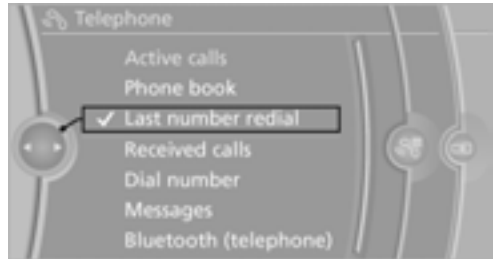 Telephone
Active calls
Phone book
Last number redial
Received calls
Dial number
Messages
Bluetooth (telephone)